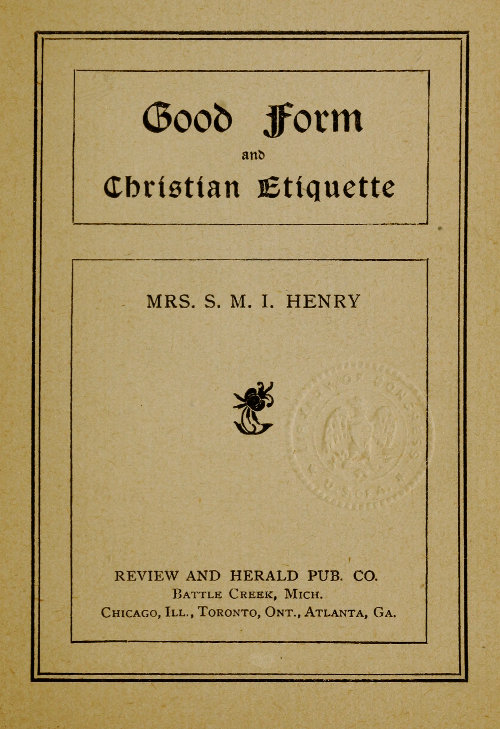 Good Form
and
Christian Etiquette
MRS. S. M. I. HENRY
REVIEW AND HERALD PUB. CO.
BATTLE CREEK, MICH.
CHICAGO, ILL., TORONTO, ONT., ATLANTA, GA.